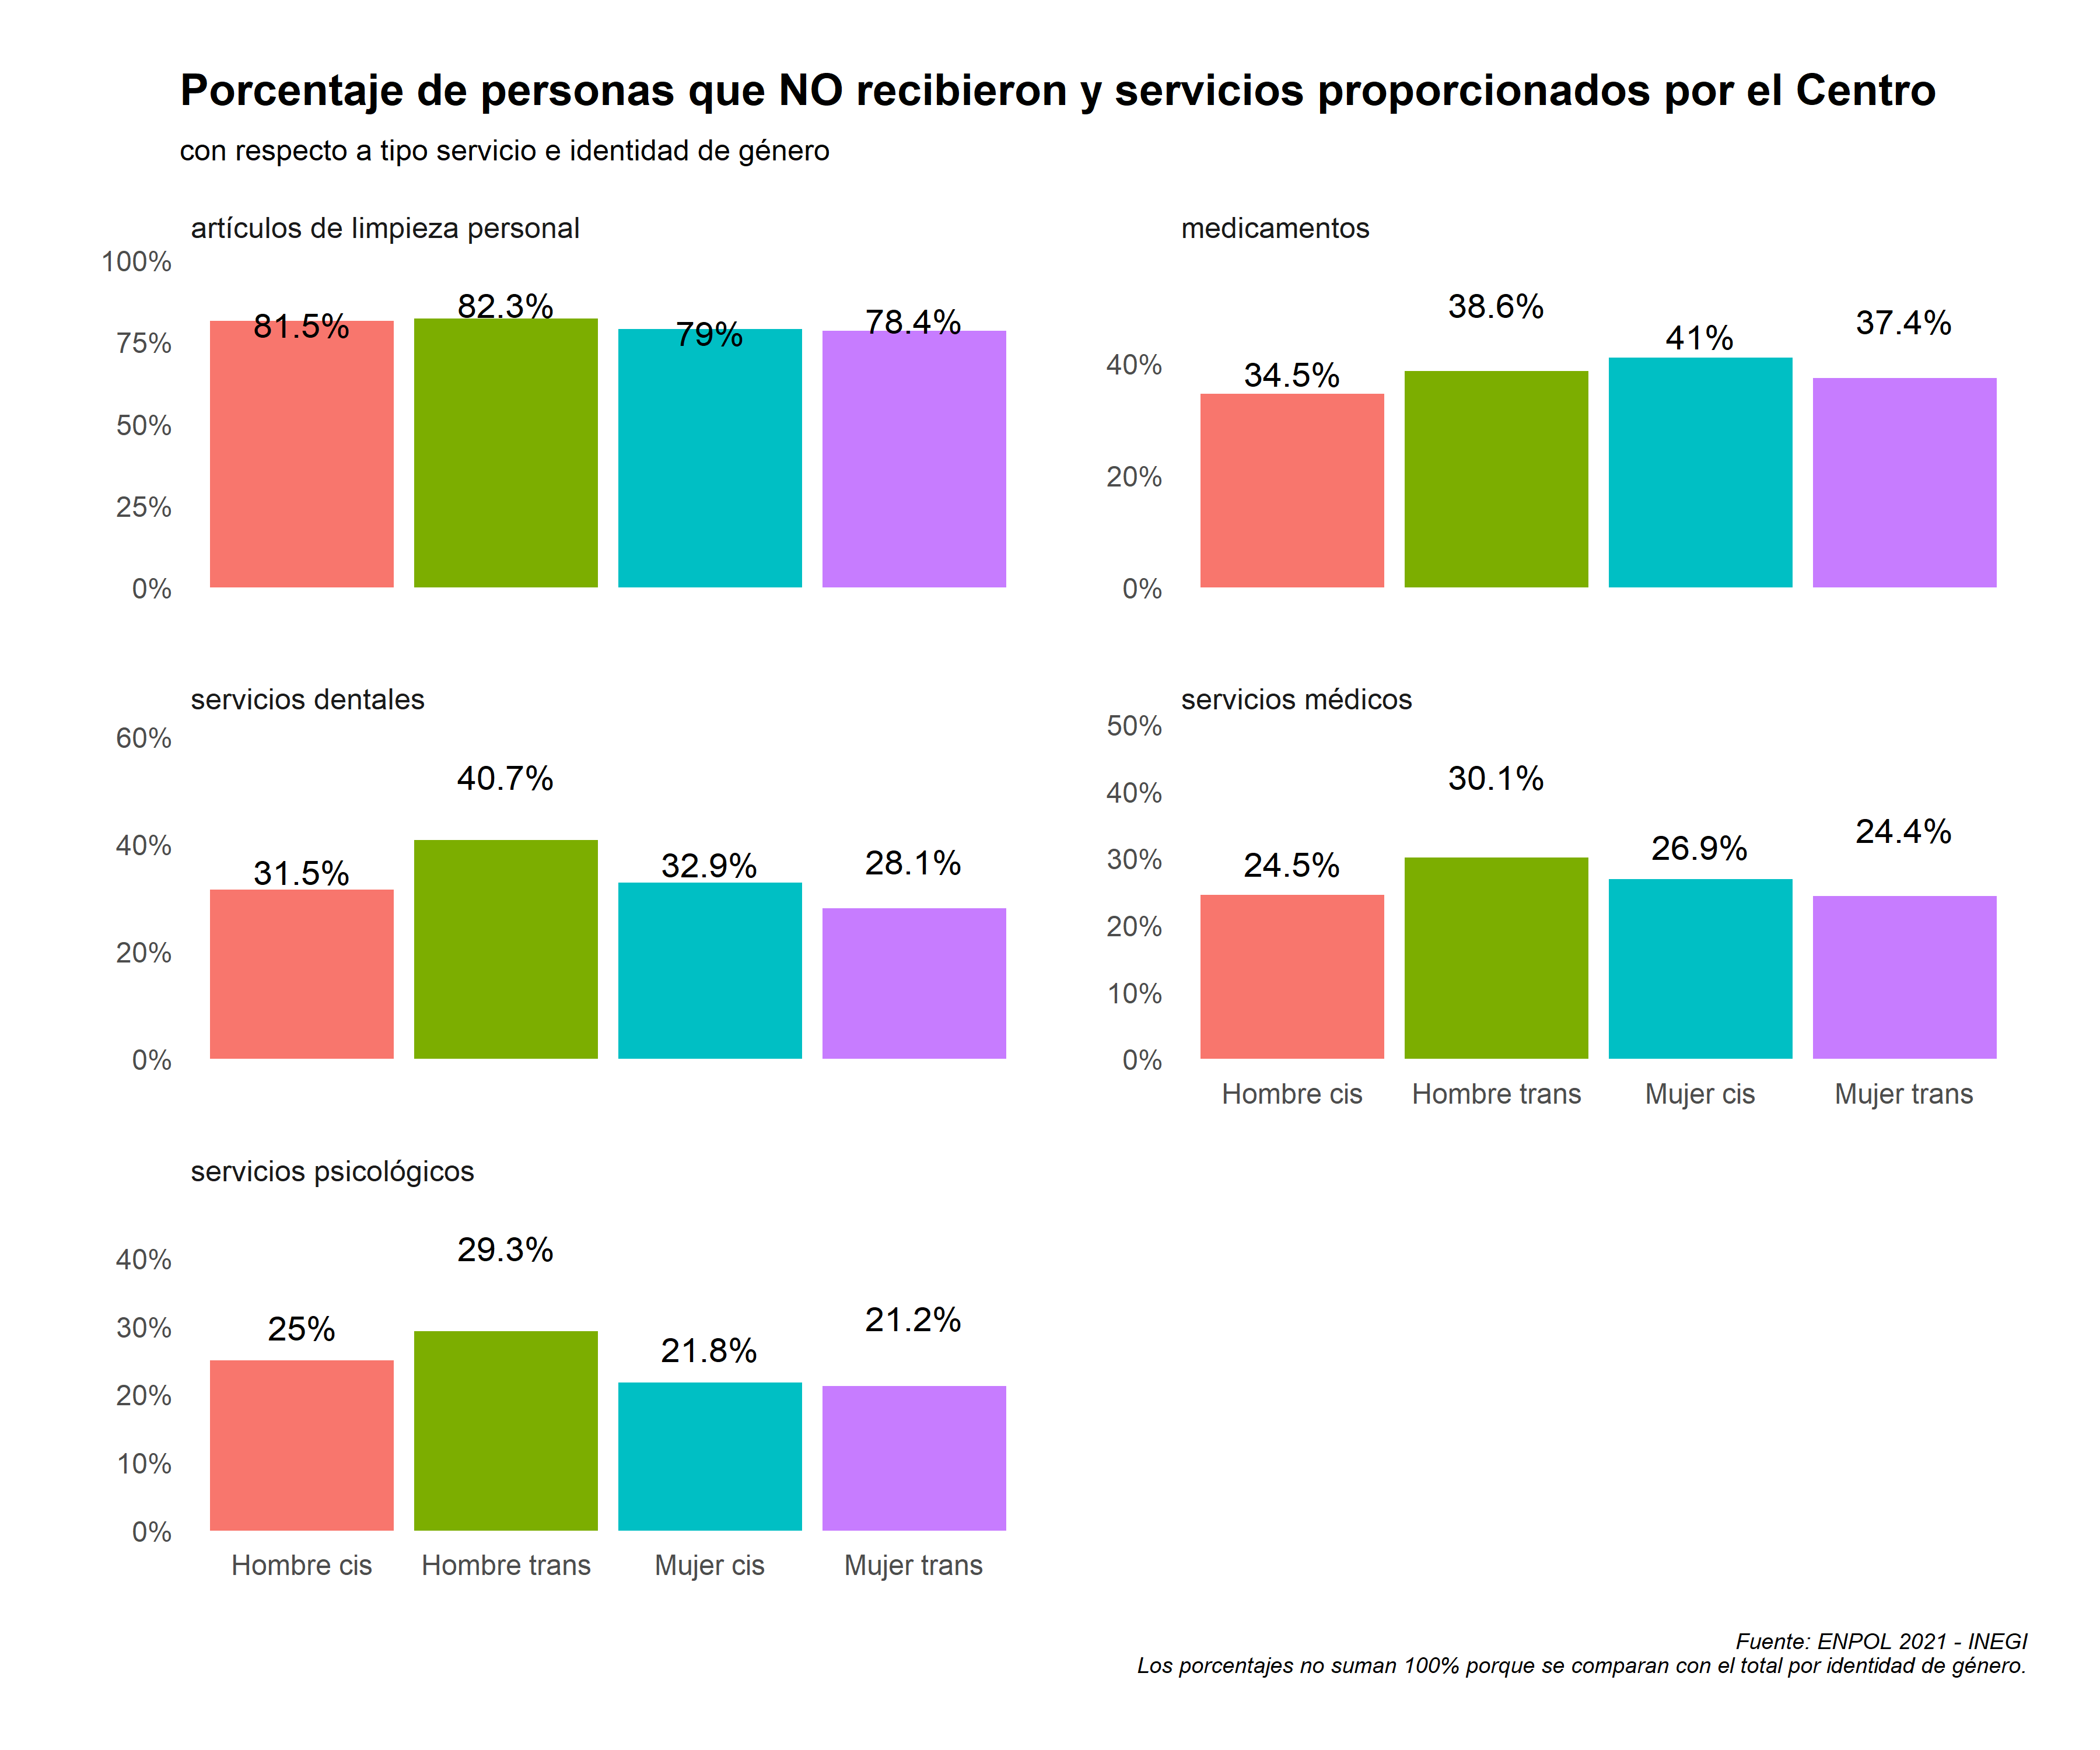 Porcentaje de personas que NO recibieron y servicios proporcionados por el Centro
con respecto a tipo servicio e identidad de género
artículos de limpieza personal
100%
75%
50%
25%
0%
81.5%
82.3%
79%
78.4%
medicamentos
40%
20%
0%
34.5%
38.6%
41%
37.4%
servicios dentales
60%
40%
20%
0%
31.5%
40.7%
32.9%
28.1%
servicios médicos
50%
40%
30%
20%
10%
0%
24.5%
30.1%
26.9%
24.4%
Hombre cis
Hombre trans
Mujer cis
Mujer trans
servicios psicológicos
40%
30%
20%
10%
0%
25%
29.3%
21.8%
21.2%
Hombre cis
Hombre trans
Mujer cis
Mujer trans
Fuente: ENPOL 2021 - INEGI
Los porcentajes no suman 100% porque se comparan con el total por identidad de género.